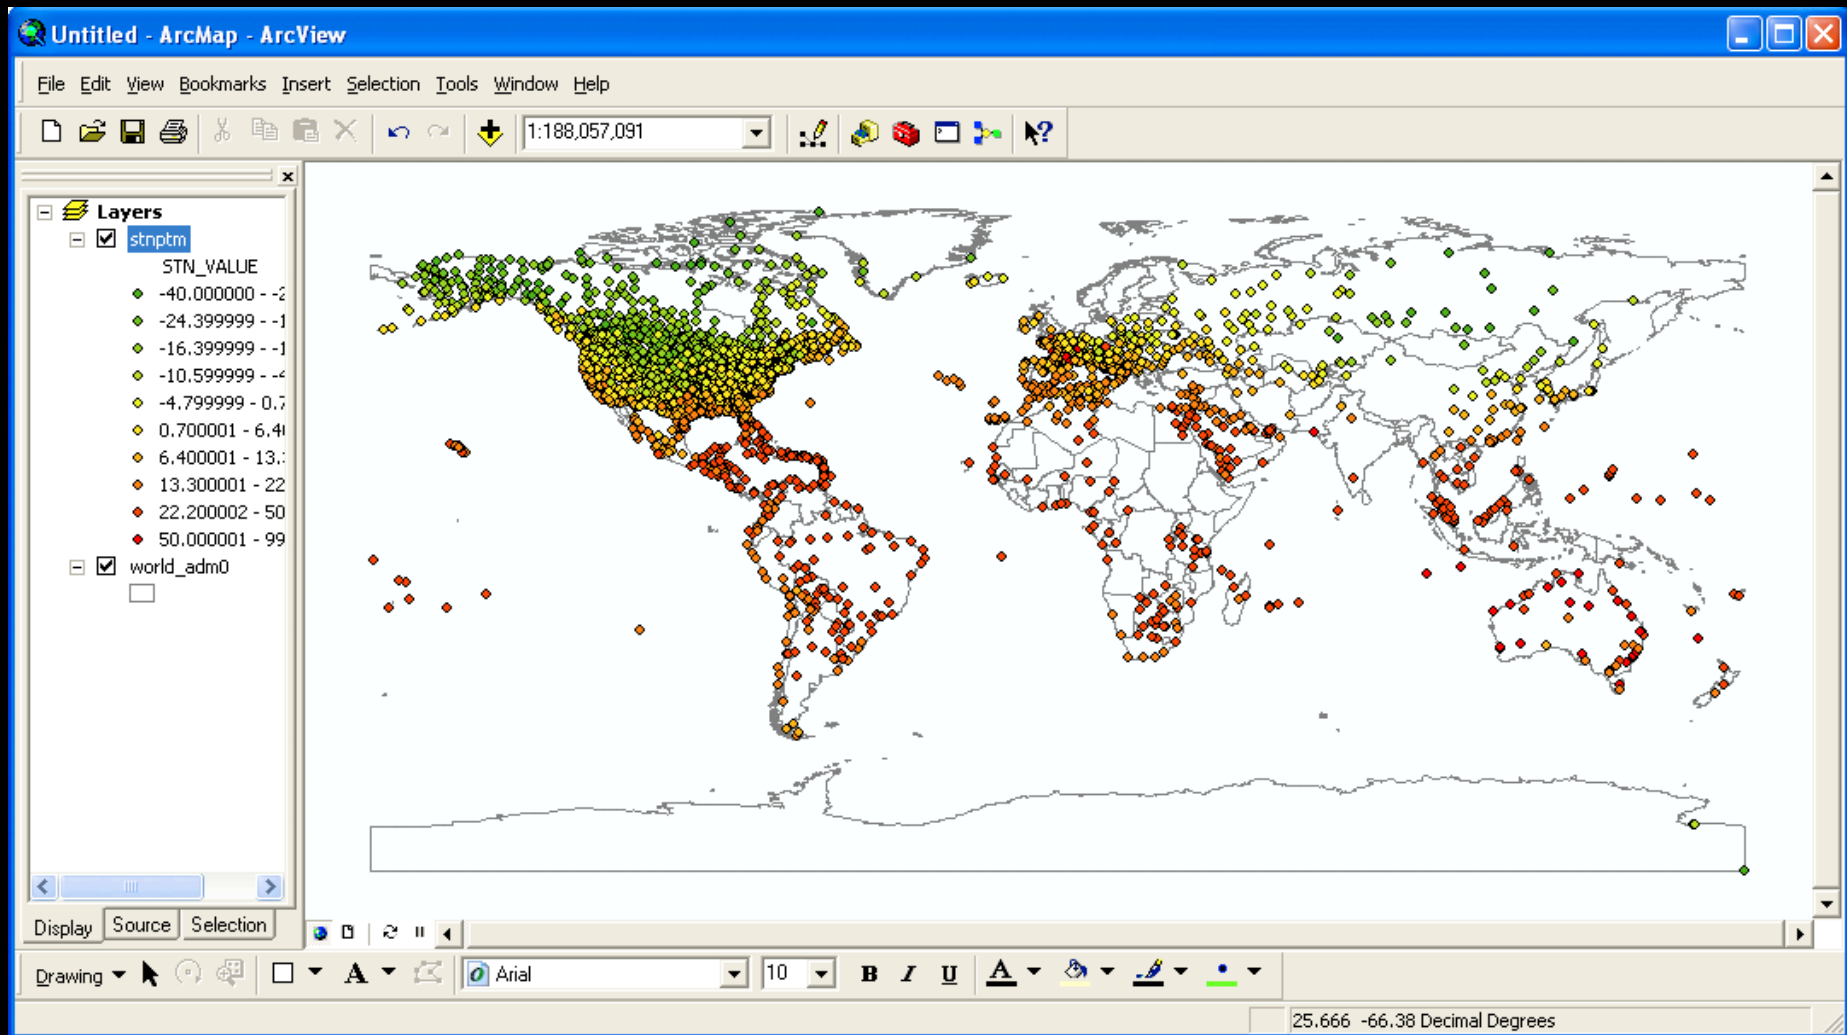 Untitled - ArcMap - ArcView
File Edit View Bookmarks Insert Selection Tools Window Help
1:188,057,091
Layers
stnptm
STN_VALUE
-40.000000 - -2
-24.399999 - -1
-16.399999 - -1
-10.599999 - -4
-4.799999 - 0.7
0.700001 - 6.40
6.400001 - 13.3
13.300001 - 22
22.200002 - 50
50.000001 - 99
world_adm0
Display Source Selection
Drawing A Arial 10 B I U A
25.666 -66.38 Decimal Degrees